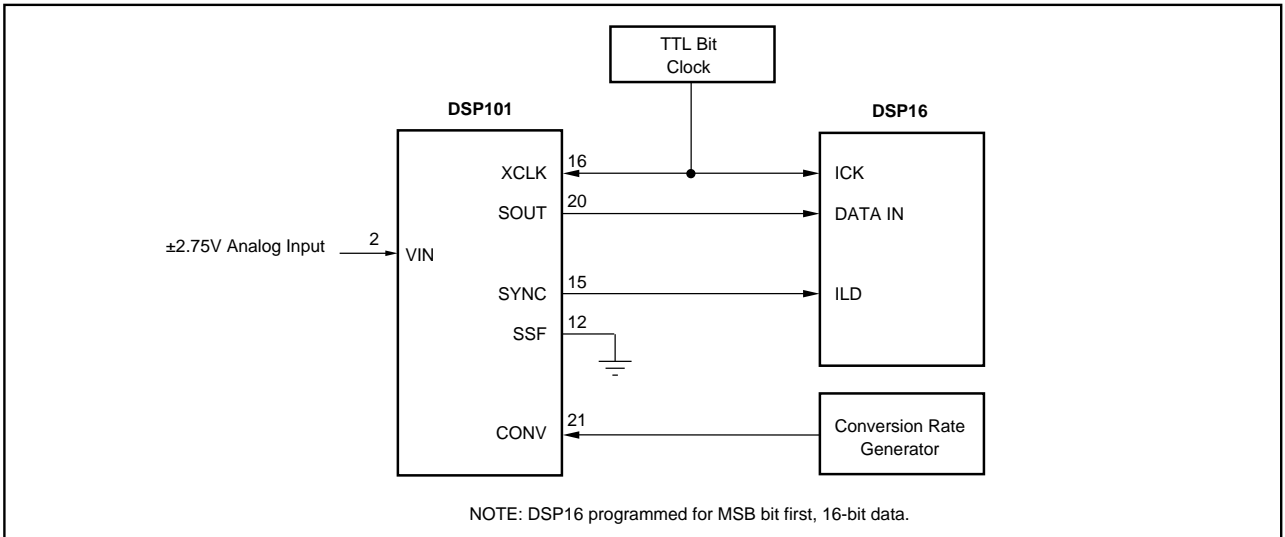 TTL Bit
Clock
DSP101
DSP16
XCLK
16
ICK
SOUT
20
DATA IN
±2.75V Analog Input
2
VIN
SYNC
15
ILD
SSF
12
CONV
21
Conversion Rate
Generator
NOTE: DSP16 programmed for MSB bit first, 16-bit data.